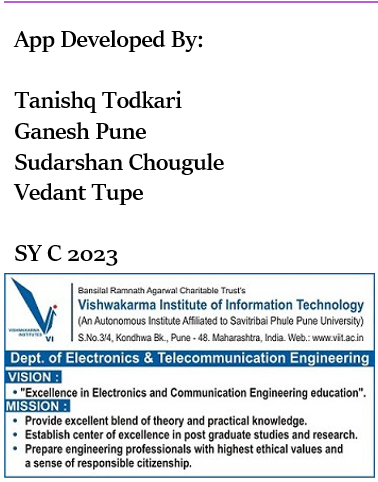 App Developed By:
Tanishq Todkari
Ganesh Pune
Sudarshan Chougule
Vedant Tupe
SY C 2023
Bansilal Ramnath Agarwal Charitable Trust's
Vishwakarma Institute of Information Technology
(An Autonomous Institute Affiliated to Savitribai Phule Pune University)
S.No.3/4, Kondhwa Bk., Pune - 48. Maharashtra, India. Web.: www.viit.ac.in
VI
VISHWAKARMA
INSTITUTES
Dept. of Electronics & Telecommunication Engineering
VISION :
• "Excellence in Electronics and Communication Engineering education".
MISSION :
• Provide excellent blend of theory and practical knowledge.
• Establish center of excellence in post graduate studies and research.
• Prepare engineering professionals with highest ethical values and
a sense of responsible citizenship.